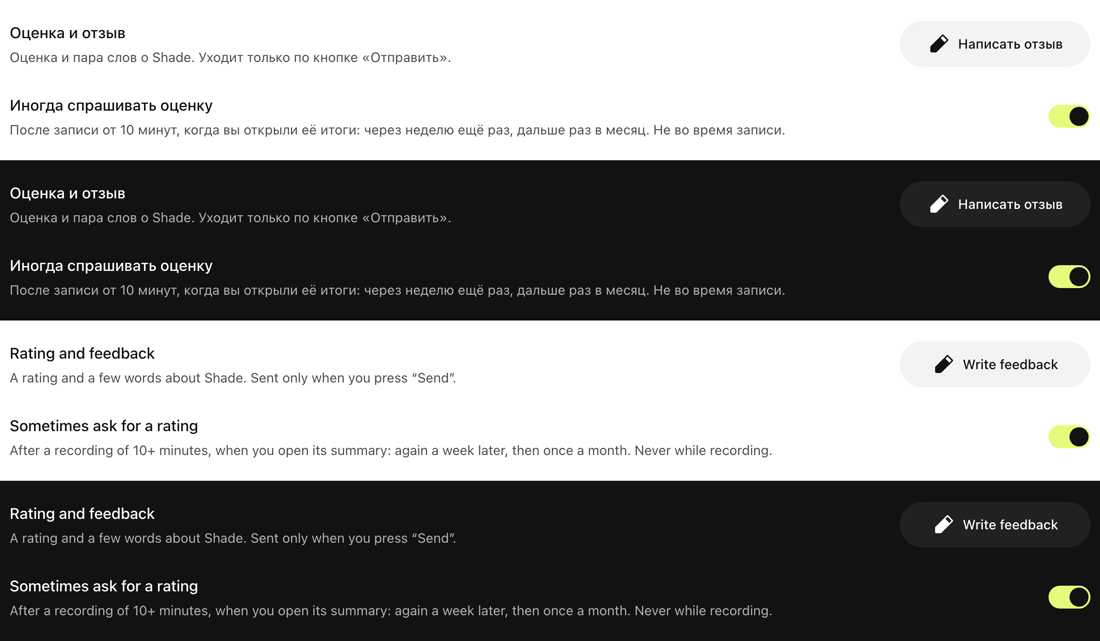 Оценка и отзыв
Оценка и пара слов о Shade. Уходит только по кнопке «Отправить».
Написать отзыв
Иногда спрашивать оценку
После записи от 10 минут, когда вы открыли её итоги: через неделю ещё раз, дальше раз в месяц. Не во время записи.
Оценка и отзыв
Оценка и пара слов о Shade. Уходит только по кнопке «Отправить».
Написать отзыв
Иногда спрашивать оценку
После записи от 10 минут, когда вы открыли её итоги: через неделю ещё раз, дальше раз в месяц. Не во время записи.
Rating and feedback
A rating and a few words about Shade. Sent only when you press “Send”.
Write feedback
Sometimes ask for a rating
After a recording of 10+ minutes, when you open its summary: again a week later, then once a month. Never while recording.
Rating and feedback
A rating and a few words about Shade. Sent only when you press “Send”.
Write feedback
Sometimes ask for a rating
After a recording of 10+ minutes, when you open its summary: again a week later, then once a month. Never while recording.